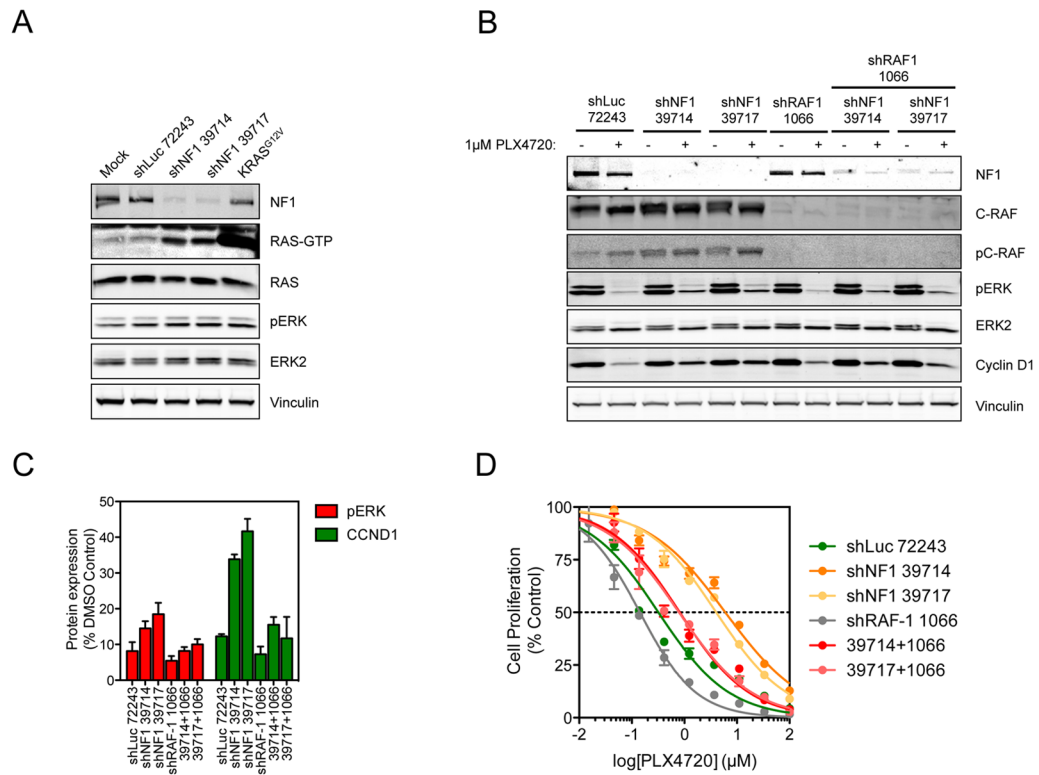 A
Mock
shLuc 72243
shNF1 39714
shNF1 39717
KRASG12V
NF1
RAS-GTP
RAS
pERK
ERK2
Vinculin
B
shRAF1
1066
shLuc
72243
shNF1
39714
shNF1
39717
shRAF1
1066
shNF1
39714
shNF1
39717
1µM PLX4720: - + - + - + - + - + - +
NF1
C-RAF
pC-RAF
pERK
ERK2
Cyclin D1
Vinculin
C
Protein expression
(% DMSO Control)
50
40
30
20
10
0
pERK
CCND1
shLuc 72243
shNF1 39714
shNF1 39717
shRAF-1 1066
39714+1066
39717+1066
shLuc 72243
shNF1 39714
shNF1 39717
shRAF-1 1066
39714+1066
39717+1066
D
Cell Proliferation
(% Control)
100
75
50
25
0
-2 -1 0 1 2
log[PLX4720] (µM)
shLuc 72243
shNF1 39714
shNF1 39717
shRAF-1 1066
39714+1066
39717+1066